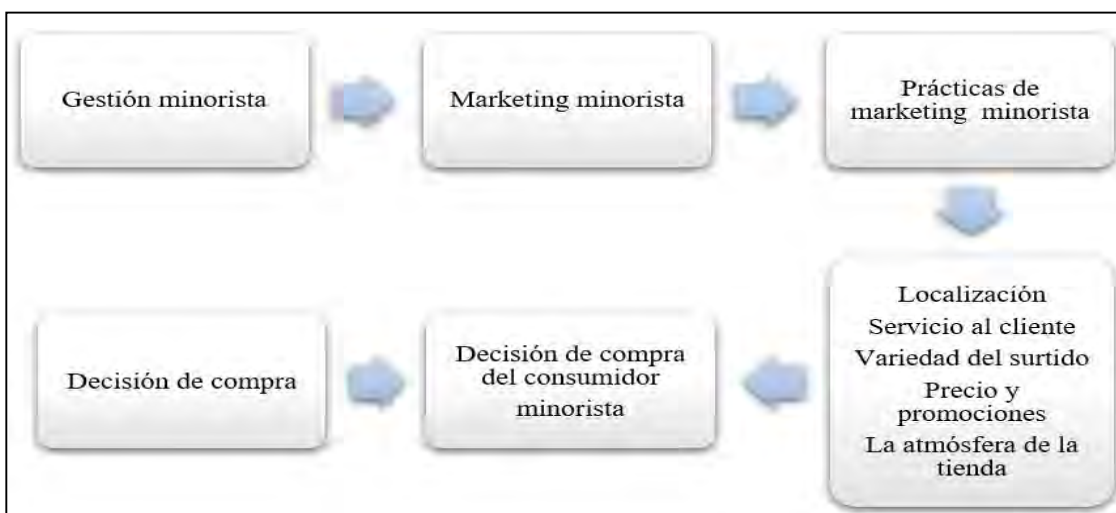 Gestión minorista
Marketing minorista
Prácticas de
marketing minorista
Localización
Servicio al cliente
Variedad del surtido
Precio y
promociones
La atmósfera de la
tienda
Decisión de compra
del consumidor
minorista
Decisión de compra